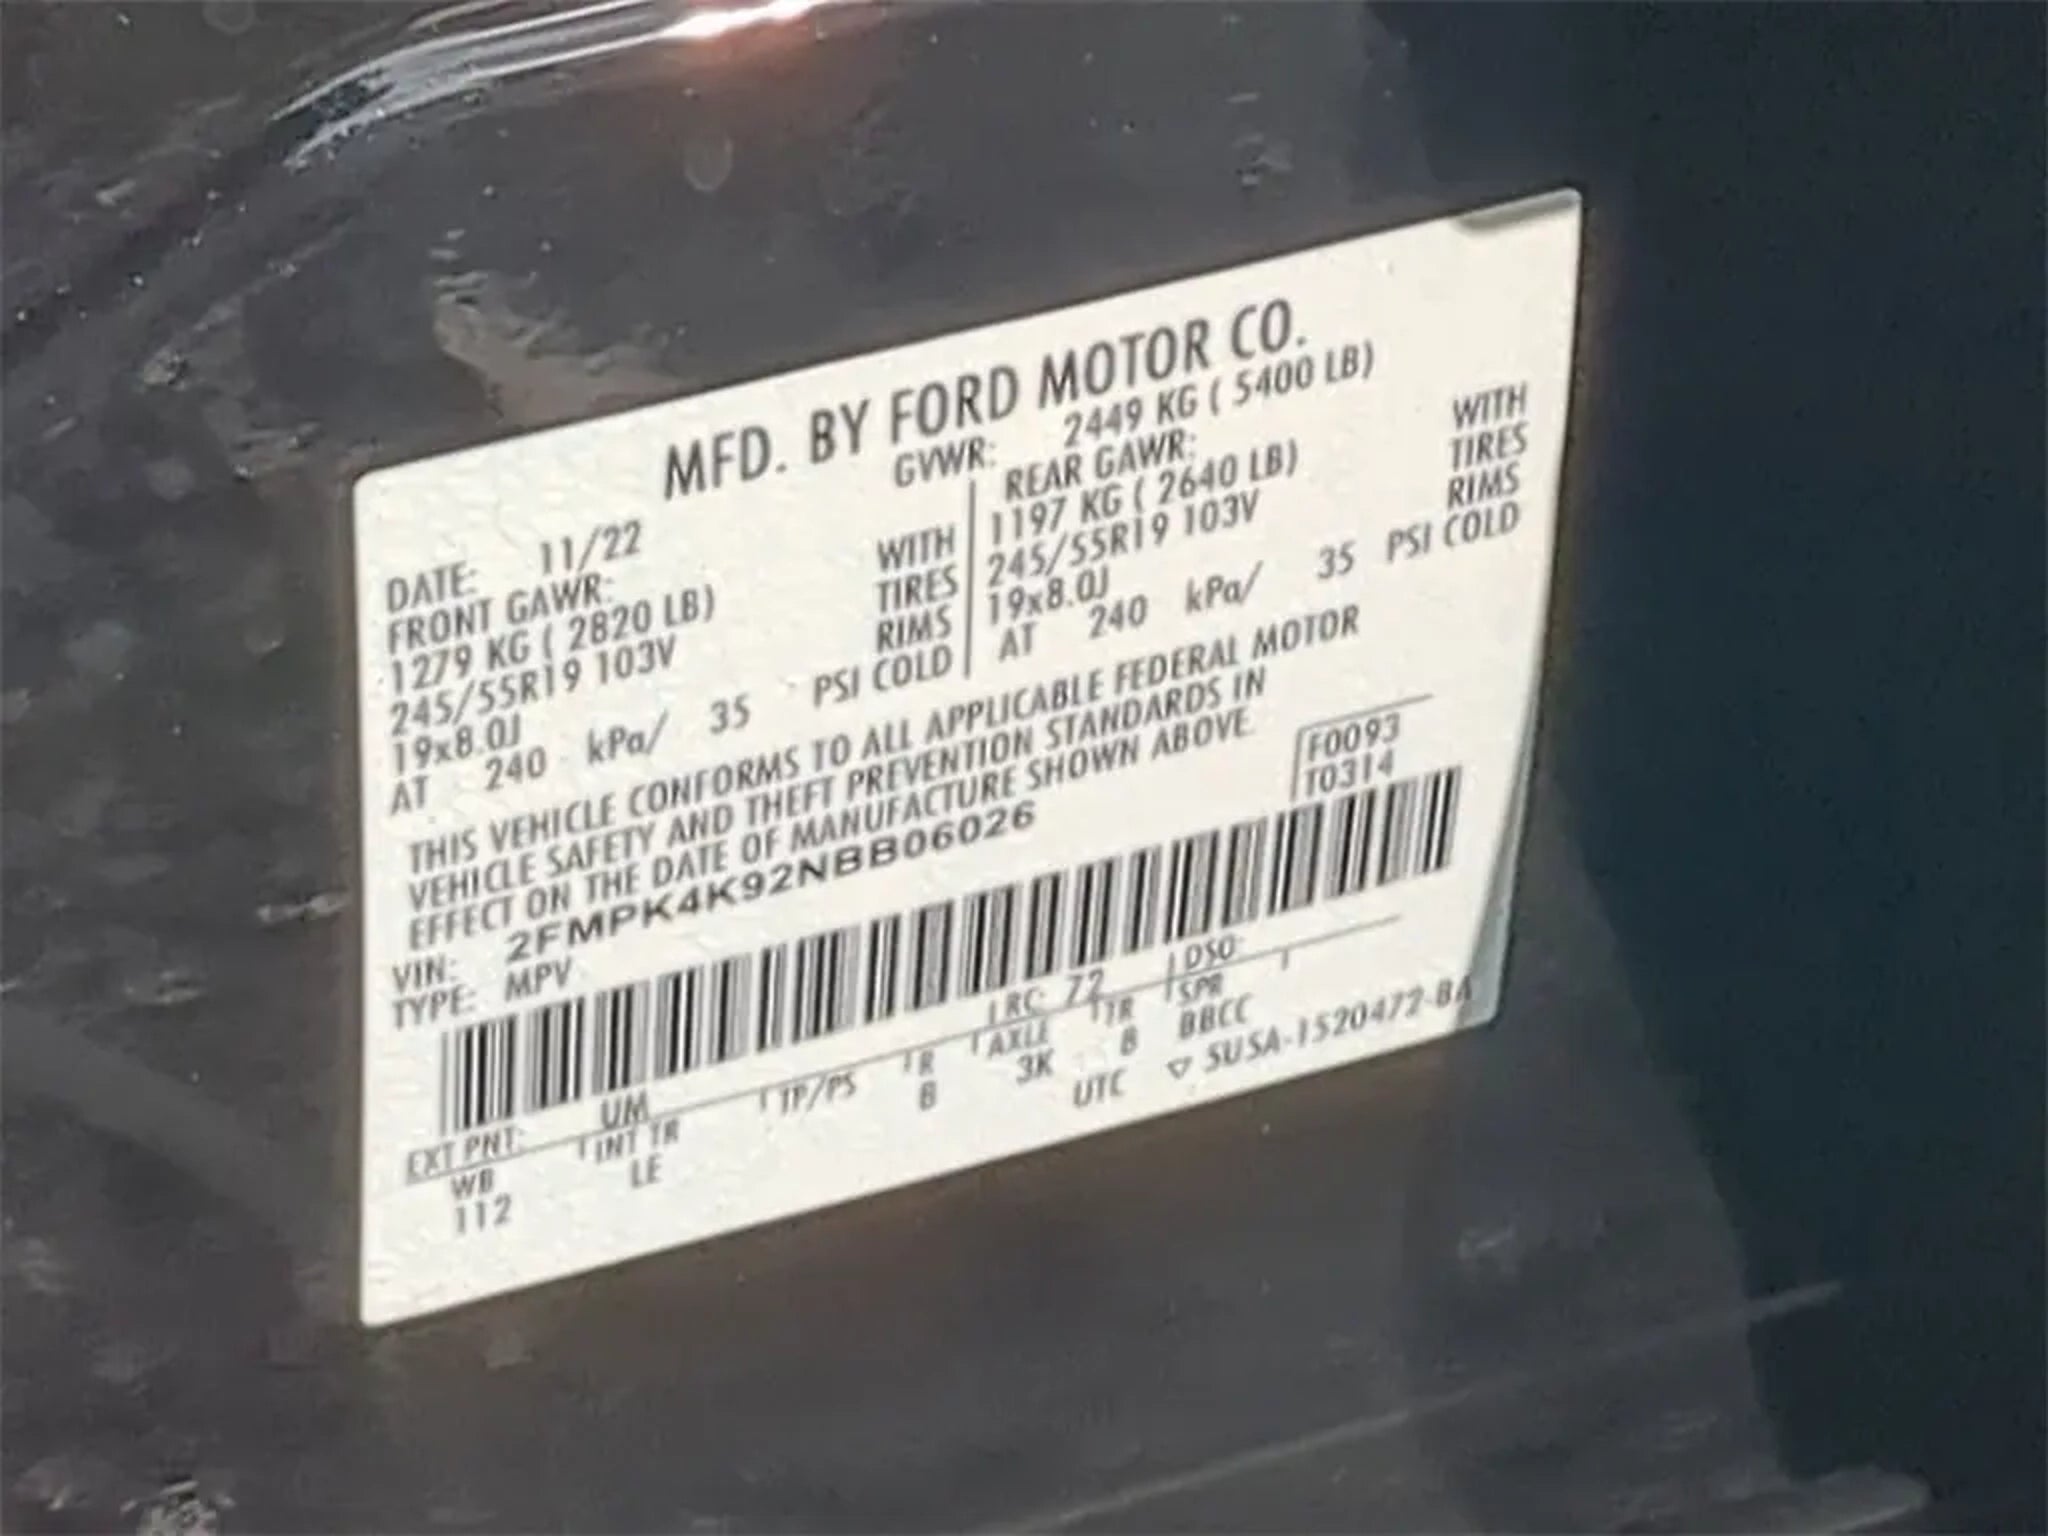 MFD. BY FORD MOTOR CO.
DATE: 11/22 GVWR: 2449 KG ( 5400 LB)
FRONT GAWR: REAR GAWR:
1279 KG ( 2820 LB) WITH 1197 KG ( 2640 LB) WITH
245/55R19 103V TIRES 245/55R19 103V TIRES
19x8.0J RIMS 19x8.0J RIMS
AT 240 kPa/ 35 PSI COLD AT 240 kPa/ 35 PSI COLD
THIS VEHICLE CONFORMS TO ALL APPLICABLE FEDERAL MOTOR
VEHICLE SAFETY AND THEFT PREVENTION STANDARDS IN
EFFECT ON THE DATE OF MANUFACTURE SHOWN ABOVE.
VIN: 2FMPK4K92NBB06026 F0093
TYPE: MPV T0314
EXT PNT: UM RC: 72 DSO:
WB INT TR TP/PS R AXLE TR SPR
112 LE B 3K B BBCC
UTC ▽ SUSA-1520472-BA